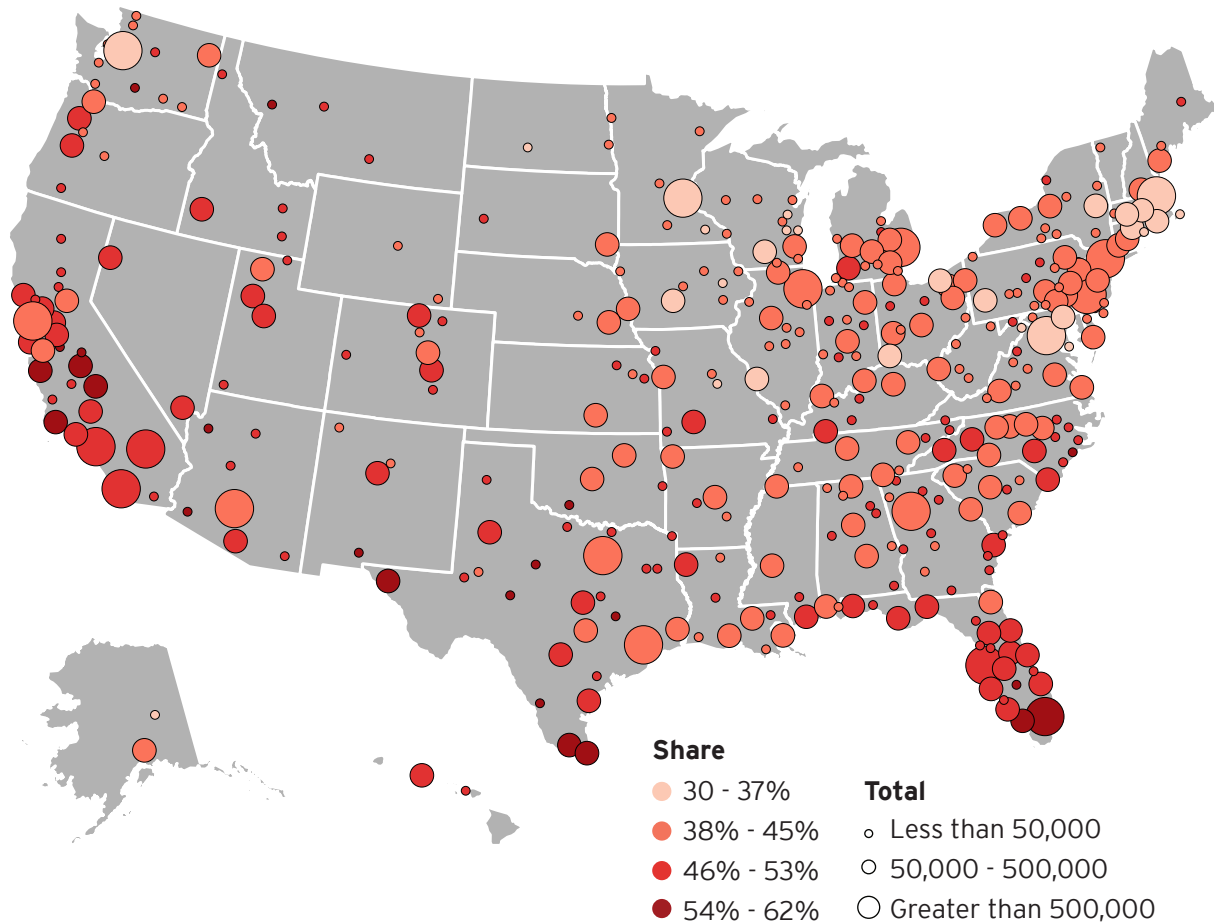 Share
30 - 37%
38% - 45%
46% - 53%
54% - 62%
Total
Less than 50,000
50,000 - 500,000
Greater than 500,000